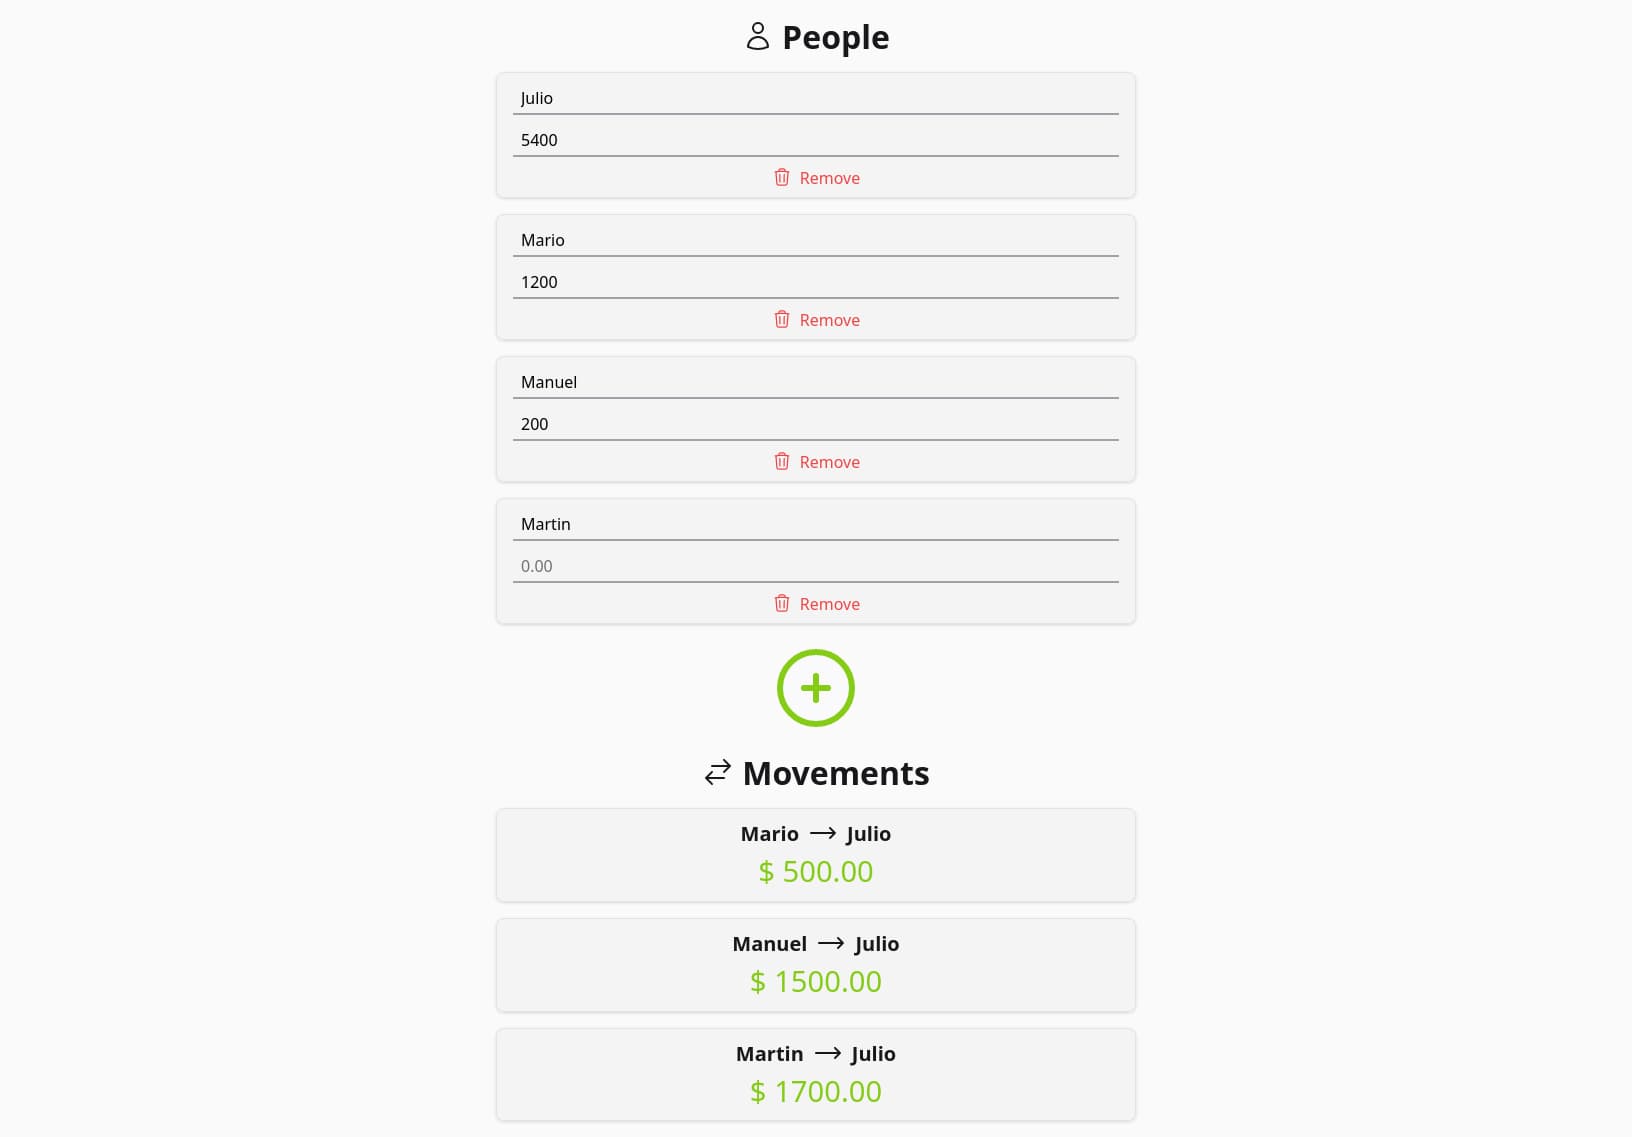 People
Julio
5400
Remove
Mario
1200
Remove
Manuel
200
Remove
Martin
0.00
Remove
Movements
Mario → Julio
$ 500.00
Manuel → Julio
$ 1500.00
Martin → Julio
$ 1700.00